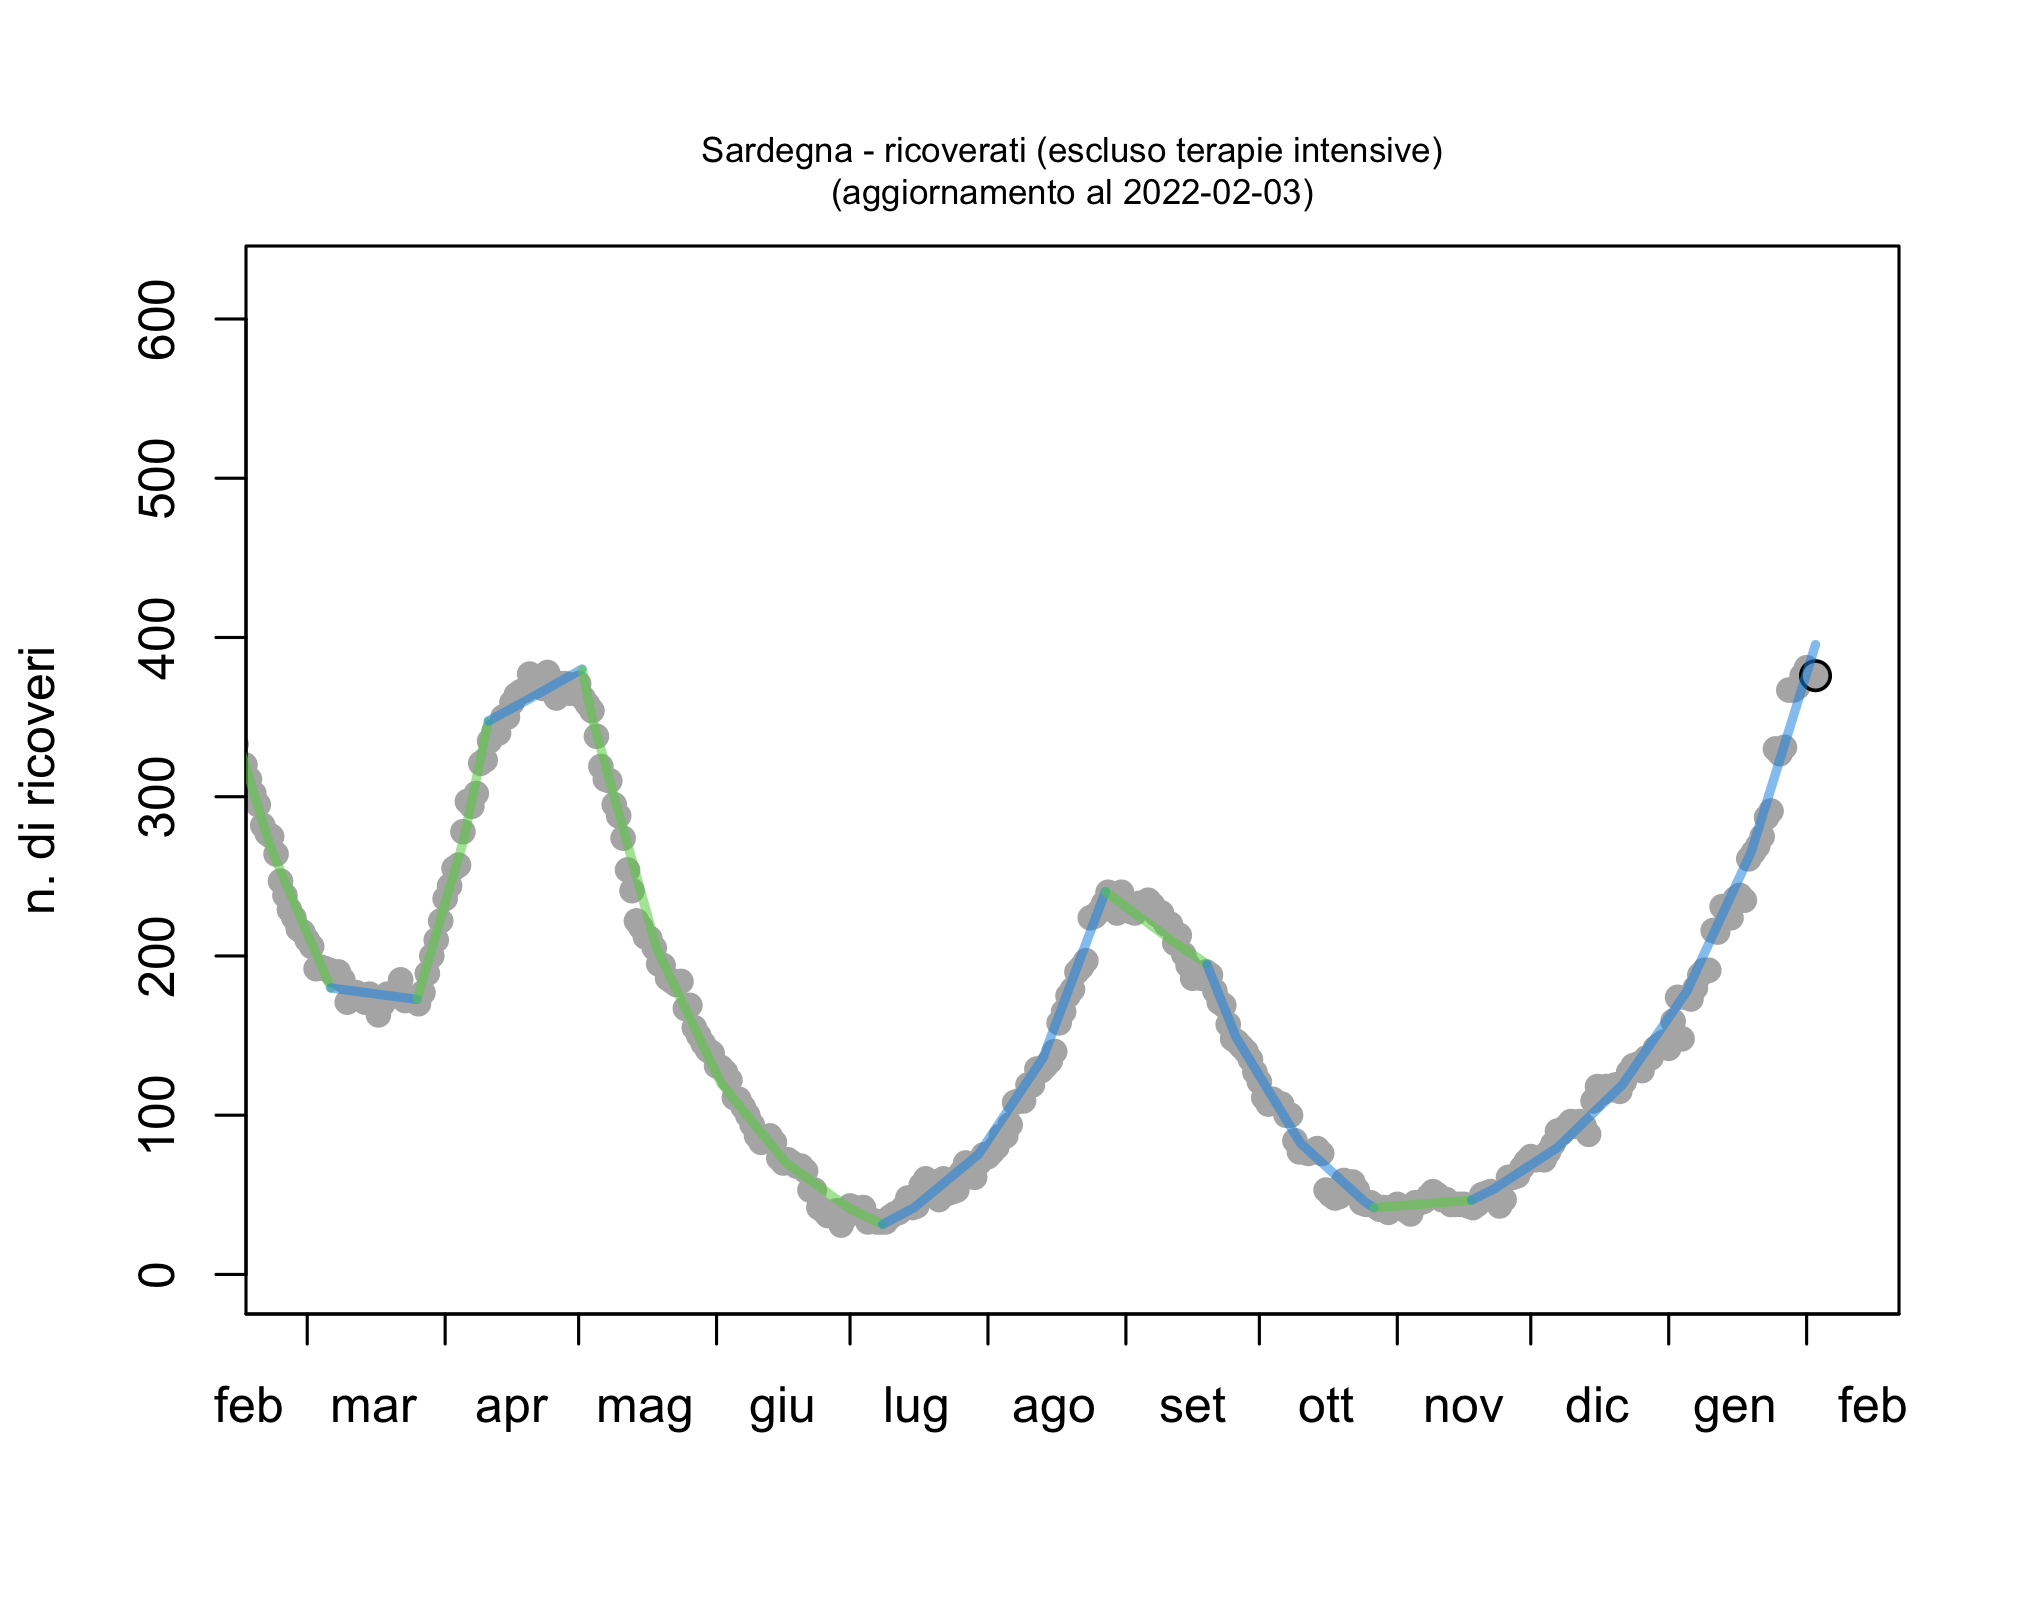 Sardegna - ricoverati (escluso terapie intensive)
(aggiornamento al 2022-02-03)
n. di ricoveri
600
500
400
300
200
100
0
feb mar apr mag giu lug ago set ott nov dic gen feb